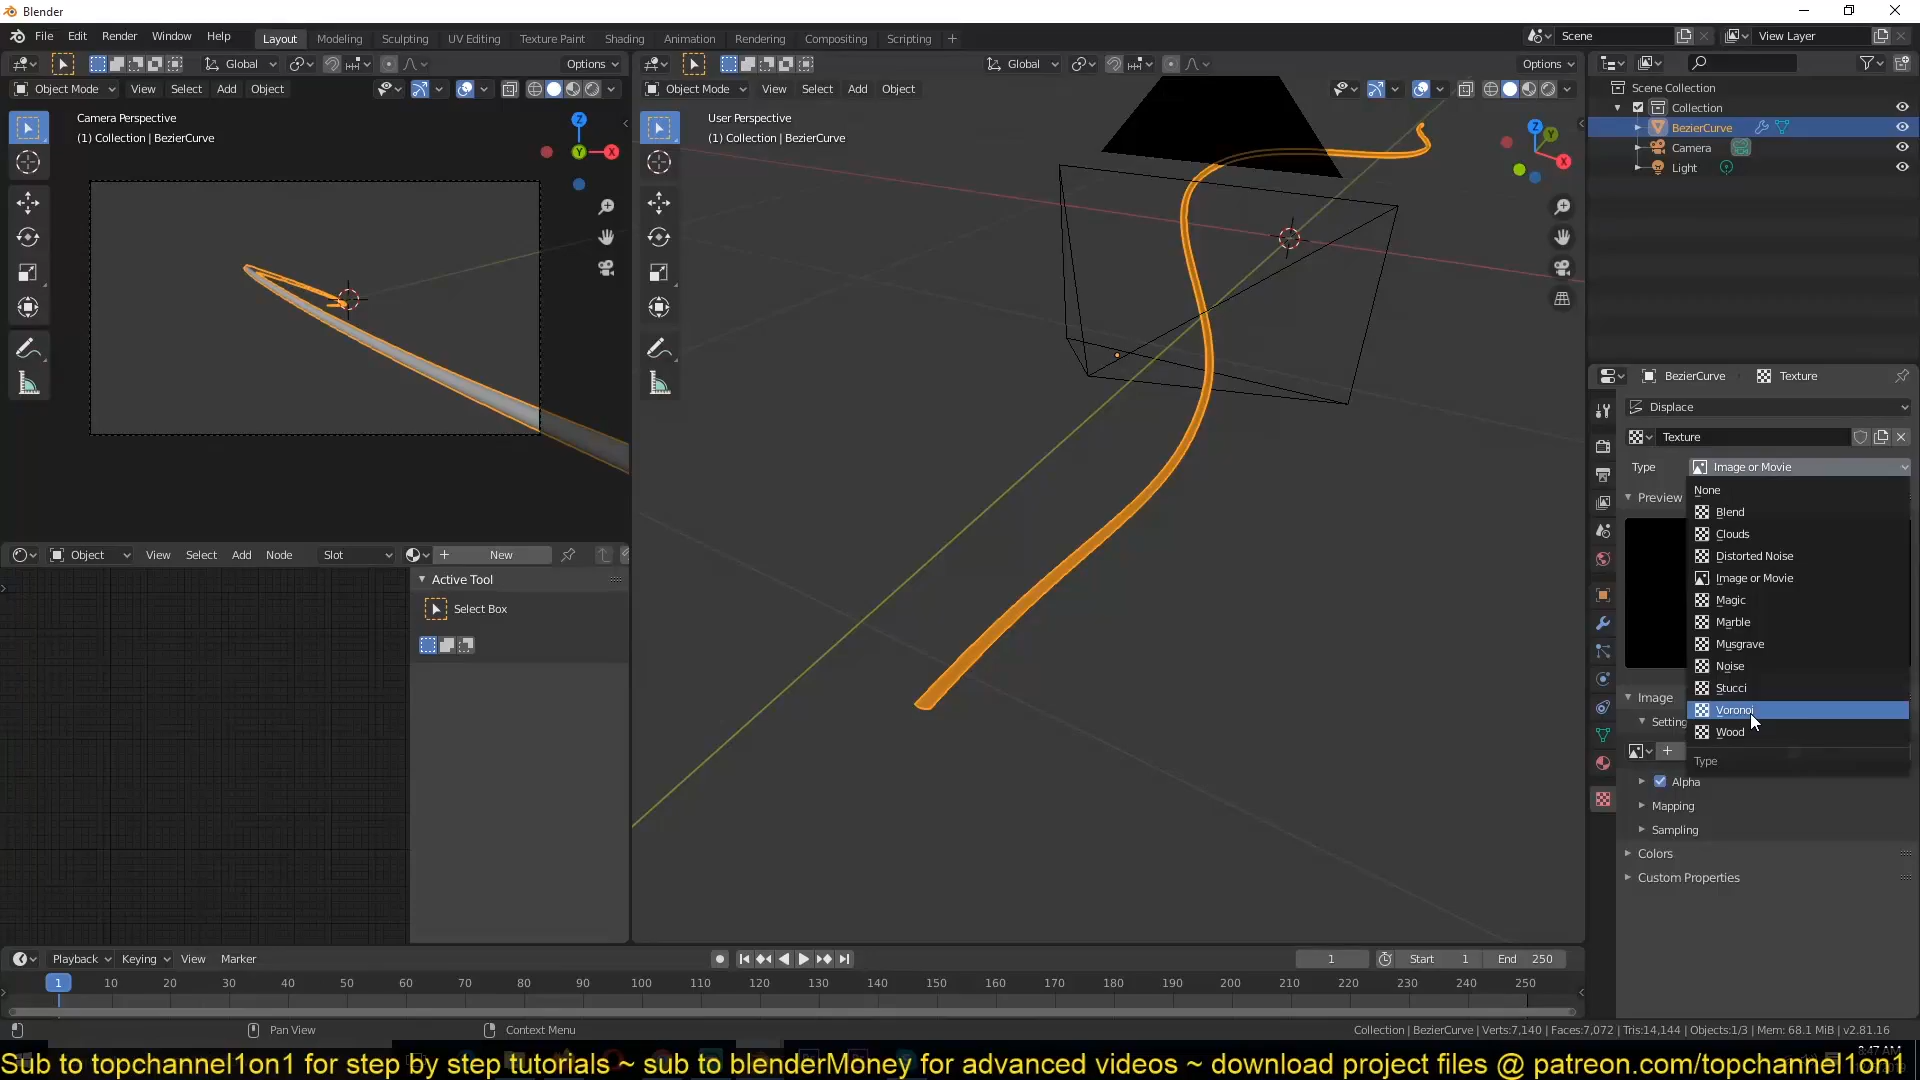 Blender
File Edit Render Window Help
Layout Modeling Sculpting UV Editing Texture Paint Shading Animation Rendering Compositing Scripting +
Scene
View Layer
Global
Options
Object Mode View Select Add Object
Camera Perspective
(1) Collection | BezierCurve
Z
Y
X
Global
Options
Object Mode View Select Add Object
User Perspective
(1) Collection | BezierCurve
Z
Y
X
Scene Collection
Collection
BezierCurve
Camera
Light
BezierCurve Texture
Displace
Texture
Type Image or Movie
None
Blend
Clouds
Distorted Noise
Image or Movie
Magic
Marble
Musgrave
Noise
Stucci
Voronoi
Wood
Type
Preview
Image
Setting
Alpha
Mapping
Sampling
Colors
Custom Properties
Object View Select Add Node Slot New
Active Tool
Select Box
Playback Keying View Marker
1 Start 1 End 250
1 10 20 30 40 50 60 70 80 90 100 110 120 130 140 150 160 170 180 190 200 210 220 230 240 250
Pan View
Context Menu
Collection | BezierCurve | Verts:7,140 | Faces:7,072 | Tris:14,144 | Objects:1/3 | Mem: 68.1 MiB | v2.81.16
Sub to topchannel1on1 for step by step tutorials ~ sub to blenderMoney for advanced videos ~ download project files @ patreon.com/topchannel1on1